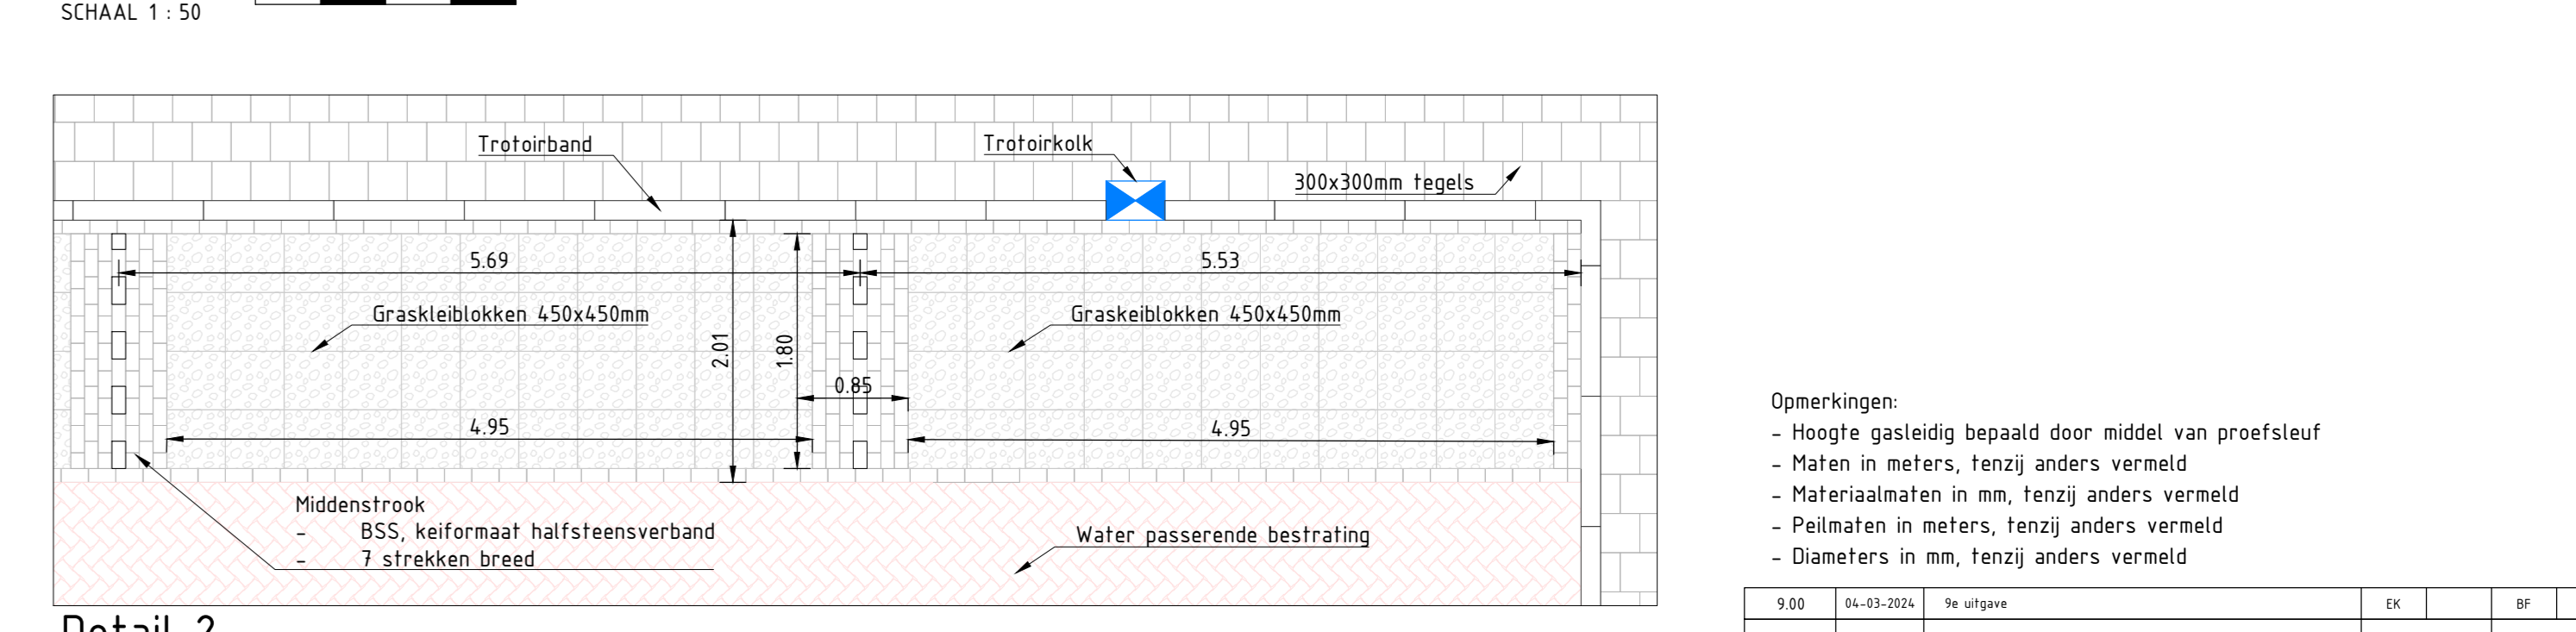 SCHAAL 1 : 50
Trotoirband
Trotoirkolk
300x300mm tegels
5.69
5.53
Graskleiblokken 450x450mm
Graskeiblokken 450x450mm
2.01
1.80
0.85
4.95
4.95
Middenstrook
- BSS, keiformaat halfsteensverband
- 7 strekken breed
Water passerende bestrating
Detail 2
Opmerkingen:
- Hoogte gasleidig bepaald door middel van proefsleuf
- Maten in meters, tenzij anders vermeld
- Materiaalmaten in mm, tenzij anders vermeld
- Peilmaten in meters, tenzij anders vermeld
- Diameters in mm, tenzij anders vermeld
9.00 04-03-2024 9e uitgave EK BF